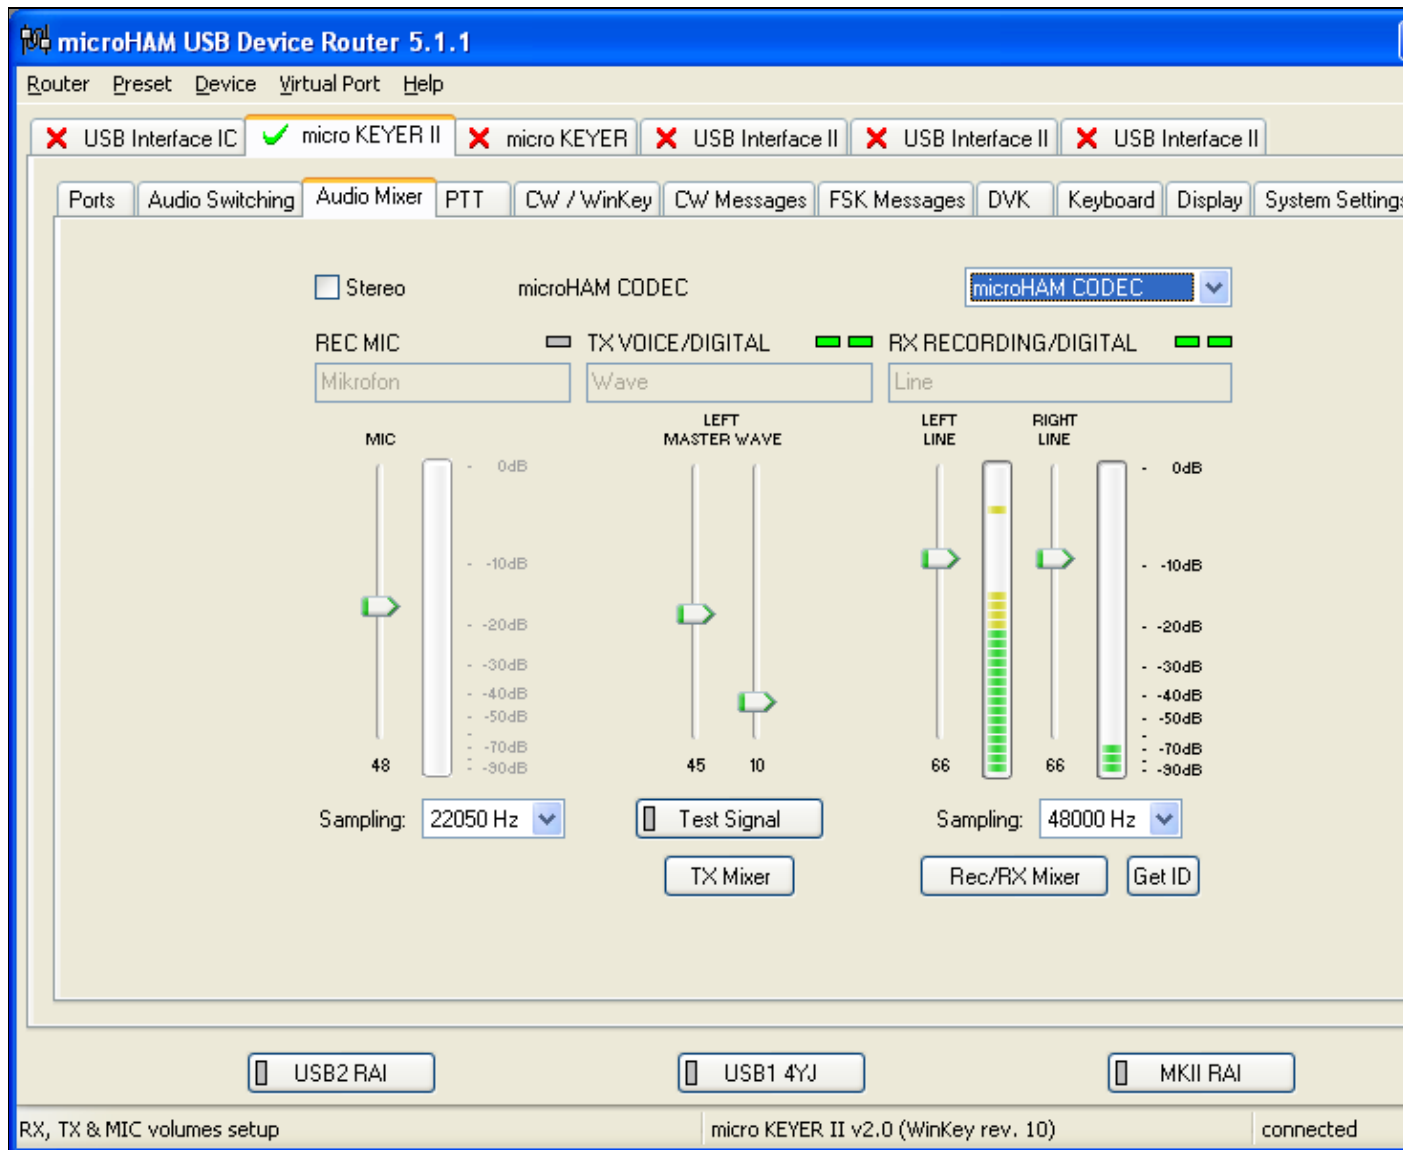 microHAM USB Device Router 5.1.1
Router Preset Device Virtual Port Help
USB Interface IC micro KEYER II micro KEYER USB Interface II USB Interface II USB Interface II
Ports Audio Switching Audio Mixer PTT CW / WinKey CW Messages FSK Messages DVK Keyboard Display System Settings
Stereo microHAM CODEC microHAM CODEC
REC MIC TX VOICE/DIGITAL RX RECORDING/DIGITAL
Mikrofon Wave Line
LEFT LEFT RIGHT
MIC MASTER WAVE LINE LINE
- 0dB - 0dB
- -10dB - -10dB
- -20dB - -20dB
- -30dB - -30dB
- -40dB - -40dB
- -50dB - -50dB
- -70dB - -70dB
- -90dB - -90dB
48 45 10 66 66
Sampling: 22050 Hz Test Signal Sampling: 48000 Hz
TX Mixer Rec/RX Mixer Get ID
USB2 RAI USB1 4YJ MKII RAI
RX, TX & MIC volumes setup micro KEYER II v2.0 (WinKey rev. 10) connected